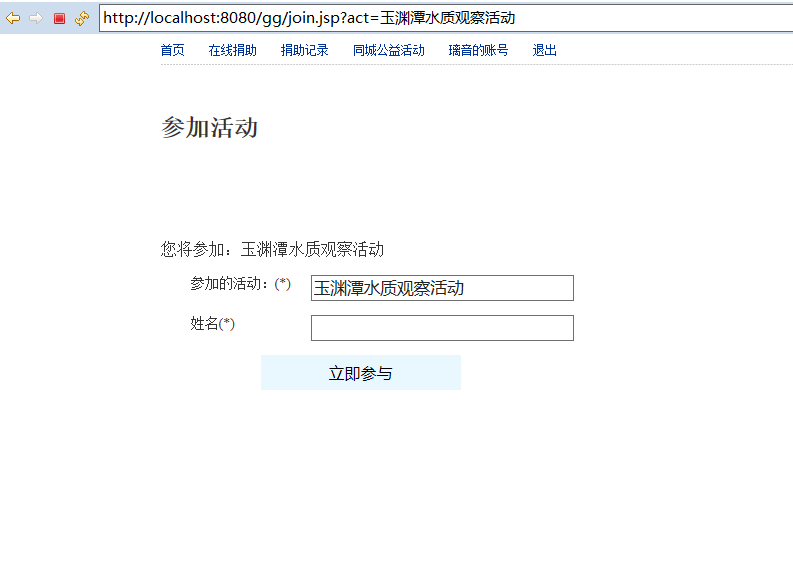 http://localhost:8080/gg/join.jsp?act=玉渊潭水质观察活动
首页 在线捐助 捐助记录 同城公益活动 璃音的账号 退出
参加活动
您将参加：玉渊潭水质观察活动
参加的活动：(*) 玉渊潭水质观察活动
姓名(*)
立即参与